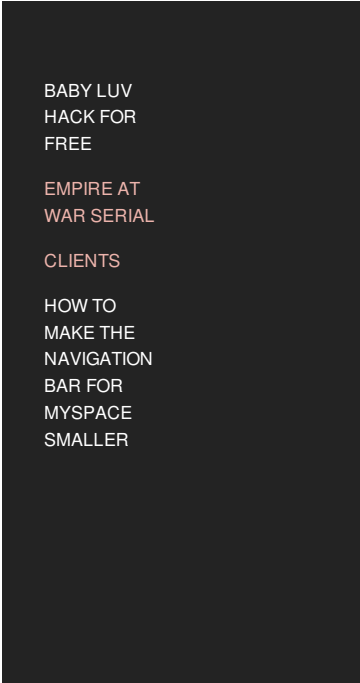 BABY LUV
HACK FOR
FREE
EMPIRE AT
WAR SERIAL
CLIENTS
HOW TO
MAKE THE
NAVIGATION
BAR FOR
MYSPACE
SMALLER